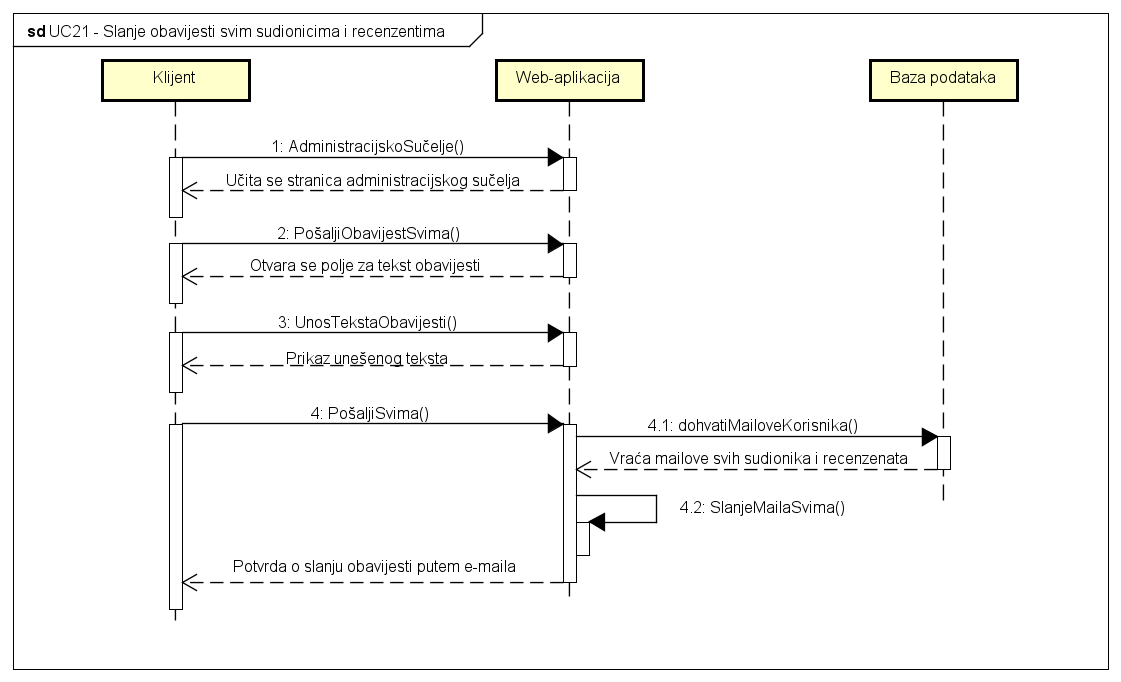 sd UC21 - Slanje obavijesti svim sudionicima i recenzentima
Klijent
Web-aplikacija
Baza podataka
1: AdministracijskoSučelje()
Učita se stranica administracijskog sučelja
2: PošaljiObavijestSvima()
Otvara se polje za tekst obavijesti
3: UnosTekstaObavijesti()
Prikaz unešenog teksta
4: PošaljiSvima()
4.1: dohvatiMailoveKorisnika()
Vraća mailove svih sudionika i recenzenata
4.2: SlanjeMailaSvima()
Potvrda o slanju obavijesti putem e-maila